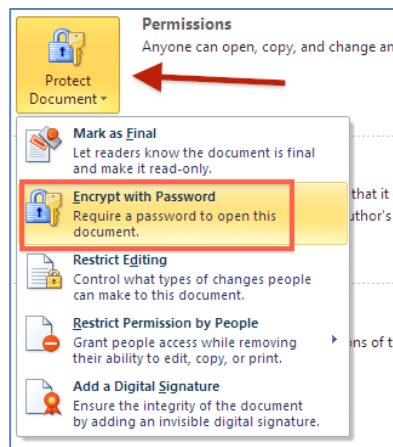 Permissions
Anyone can open, copy, and change an
Protect
Document
Mark as Final
Let readers know the document is final
and make it read-only.
Encrypt with Password
Require a password to open this
document.
that it
uthor's
Restrict Editing
Control what types of changes people
can make to this document.
Restrict Permission by People
Grant people access while removing
their ability to edit, copy, or print.
ns of t
Add a Digital Signature
Ensure the integrity of the document
by adding an invisible digital signature.